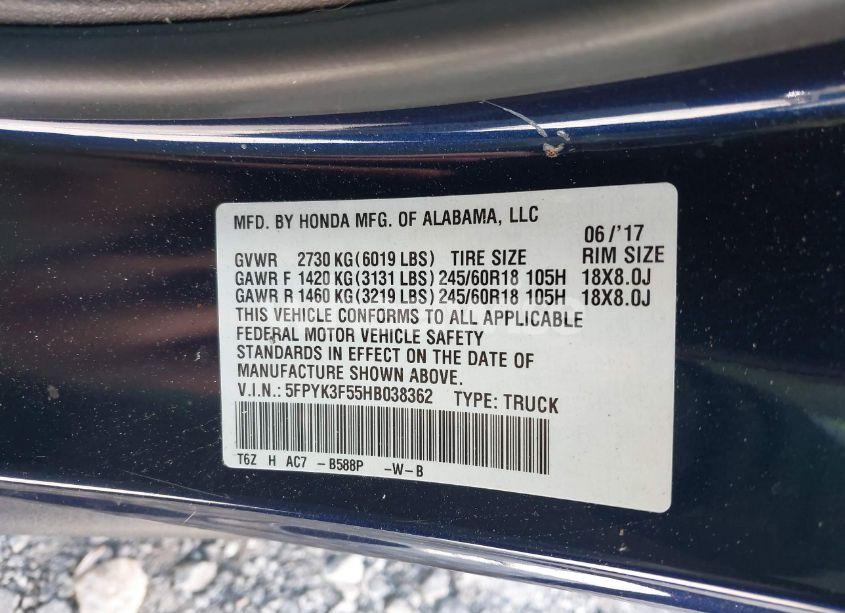 MFD. BY HONDA MFG. OF ALABAMA, LLC 06/'17
GVWR 2730 KG(6019 LBS) TIRE SIZE RIM SIZE
GAWR F 1420 KG(3131 LBS) 245/60R18 105H 18X8.0J
GAWR R 1460 KG(3219 LBS) 245/60R18 105H 18X8.0J
THIS VEHICLE CONFORMS TO ALL APPLICABLE
FEDERAL MOTOR VEHICLE SAFETY
STANDARDS IN EFFECT ON THE DATE OF
MANUFACTURE SHOWN ABOVE.
V.I.N.: 5FPYK3F55HB038362 TYPE: TRUCK
T6Z H AC7 -B588P -W-B